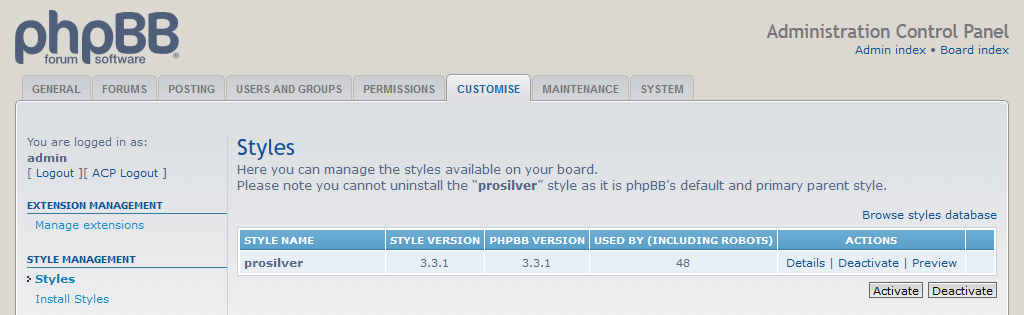 phpBB®
forum software
Administration Control Panel
Admin index • Board index
GENERAL FORUMS POSTING USERS AND GROUPS PERMISSIONS CUSTOMISE MAINTENANCE SYSTEM
You are logged in as:
admin
[ Logout ][ ACP Logout ]
EXTENSION MANAGEMENT
Manage extensions
STYLE MANAGEMENT
Styles
Install Styles
Styles
Here you can manage the styles available on your board.
Please note you cannot uninstall the “prosilver” style as it is phpBB’s default and primary parent style.
Browse styles database
STYLE NAME STYLE VERSION PHPBB VERSION USED BY (INCLUDING ROBOTS) ACTIONS
prosilver 3.3.1 3.3.1 48 Details | Deactivate | Preview
Activate Deactivate